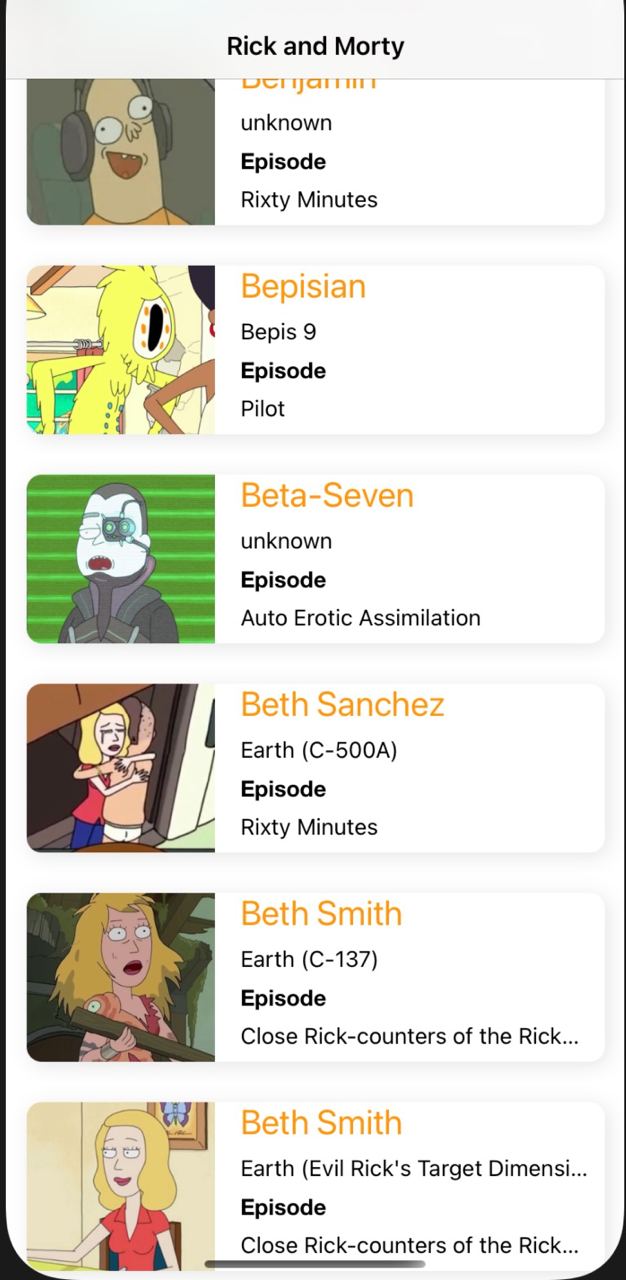 Rick and Morty
Benjamin
unknown
Episode
Rixty Minutes
Bepisian
Bepis 9
Episode
Pilot
Beta-Seven
unknown
Episode
Auto Erotic Assimilation
Beth Sanchez
Earth (C-500A)
Episode
Rixty Minutes
Beth Smith
Earth (C-137)
Episode
Close Rick-counters of the Rick...
Beth Smith
Earth (Evil Rick's Target Dimensi...
Episode
Close Rick-counters of the Rick...